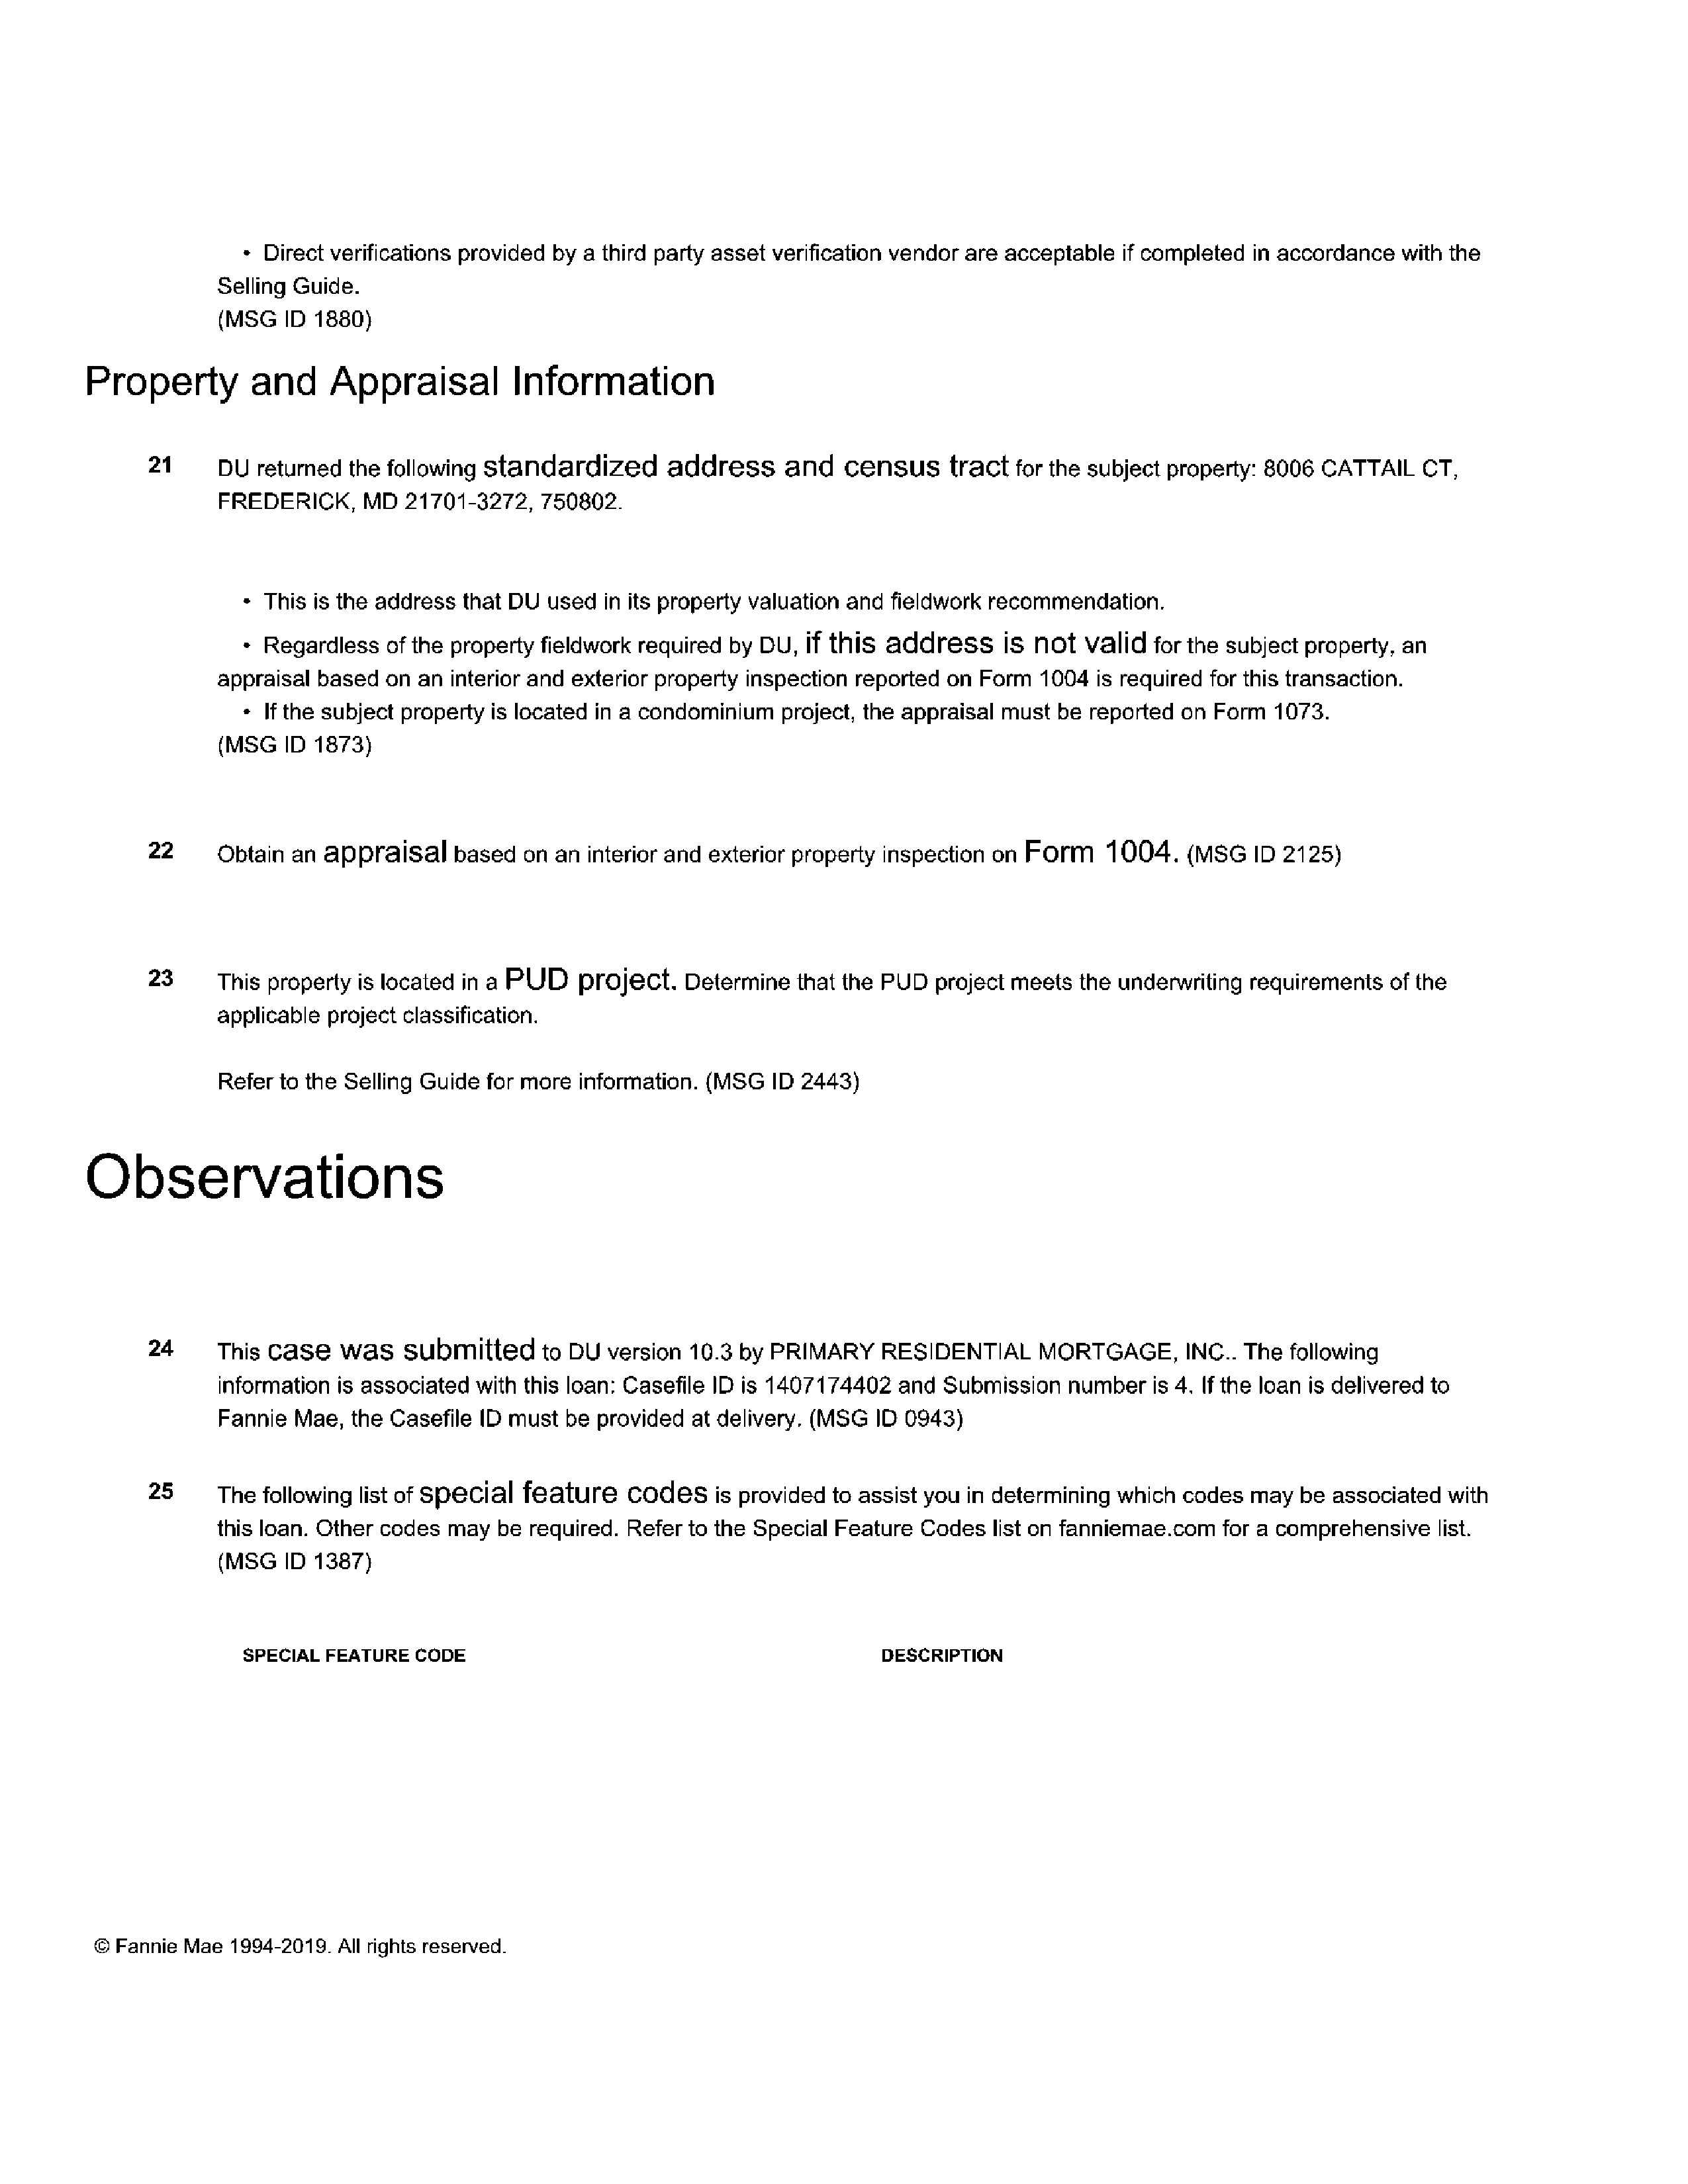 • Direct verifications provided by a third party asset verification vendor are acceptable if completed in accordance with the
Selling Guide.
(MSG ID 1880)
Property and Appraisal Information
21 DU returned the following standardized address and census tract for the subject property: 8006 CATTAIL CT,
FREDERICK, MD 21701-3272, 750802.
• This is the address that DU used in its property valuation and fieldwork recommendation.
• Regardless of the property fieldwork required by DU, if this address is not valid for the subject property, an
appraisal based on an interior and exterior property inspection reported on Form 1004 is required for this transaction.
• If the subject property is located in a condominium project, the appraisal must be reported on Form 1073.
(MSG ID 1873)
22 Obtain an appraisal based on an interior and exterior property inspection on Form 1004. (MSG ID 2125)
23 This property is located in a PUD project. Determine that the PUD project meets the underwriting requirements of the
applicable project classification.
Refer to the Selling Guide for more information. (MSG ID 2443)
Observations
24 This case was submitted to DU version 10.3 by PRIMARY RESIDENTIAL MORTGAGE, INC.. The following
information is associated with this loan: Casefile ID is 1407174402 and Submission number is 4. If the loan is delivered to
Fannie Mae, the Casefile ID must be provided at delivery. (MSG ID 0943)
25 The following list of special feature codes is provided to assist you in determining which codes may be associated with
this loan. Other codes may be required. Refer to the Special Feature Codes list on fanniemae.com for a comprehensive list.
(MSG ID 1387)
SPECIAL FEATURE CODE DESCRIPTION
© Fannie Mae 1994-2019. All rights reserved.